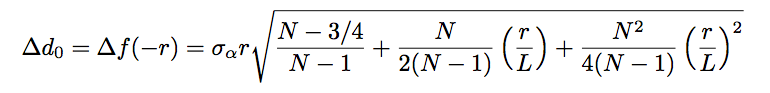 Δd₀ = Δf(−r) = σ_α r √( (N − 3/4)/(N − 1) + N/(2(N − 1)) (r/L) + N²/(4(N − 1)) (r/L)² )